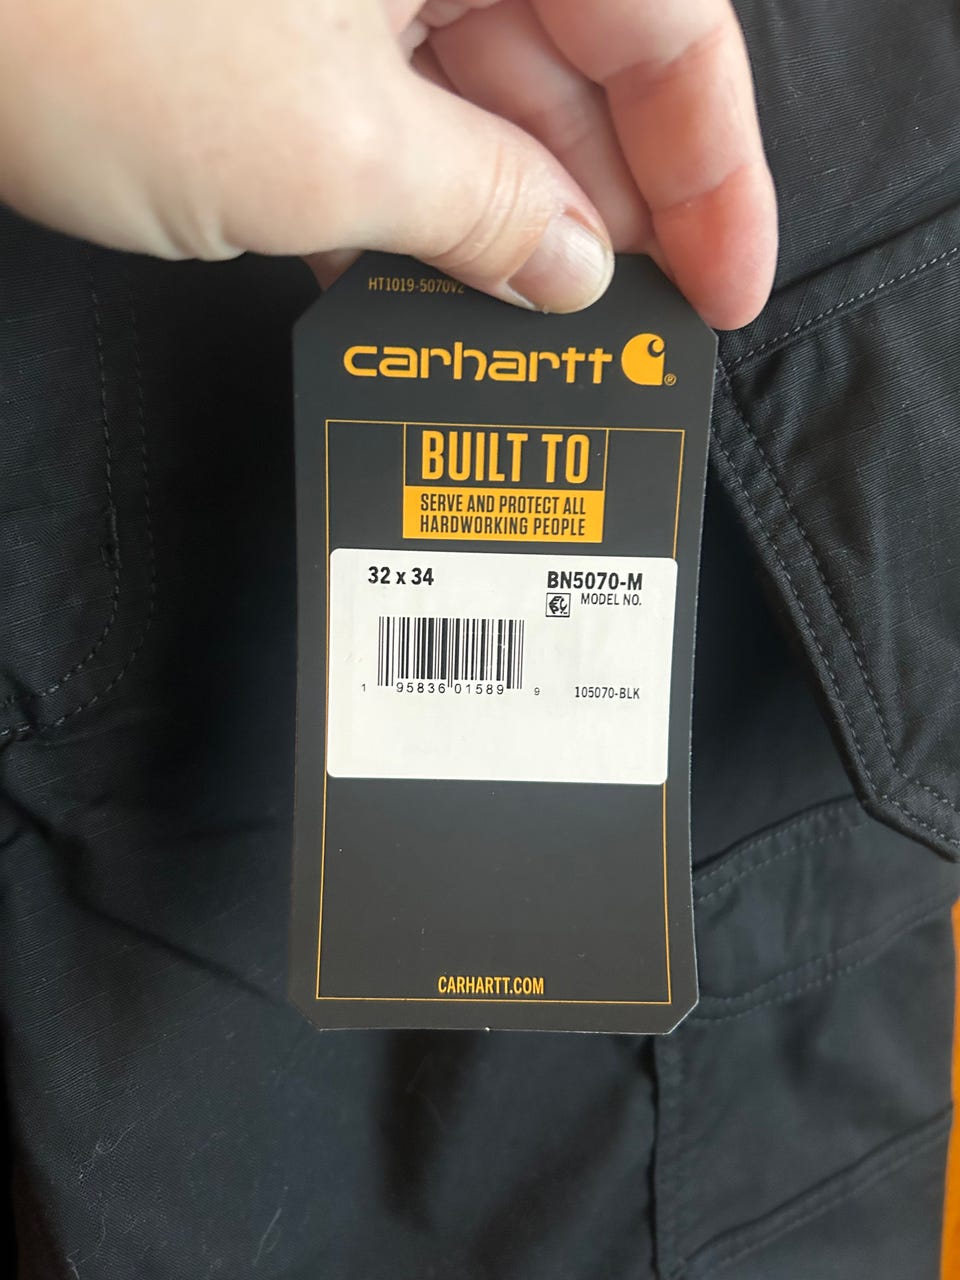 HT1019-5070V2
carhartt ®
BUILT TO
SERVE AND PROTECT ALL
HARDWORKING PEOPLE
32 x 34
BN5070-M
MODEL NO.
1 95836 01589 9
105070-BLK
CARHARTT.COM